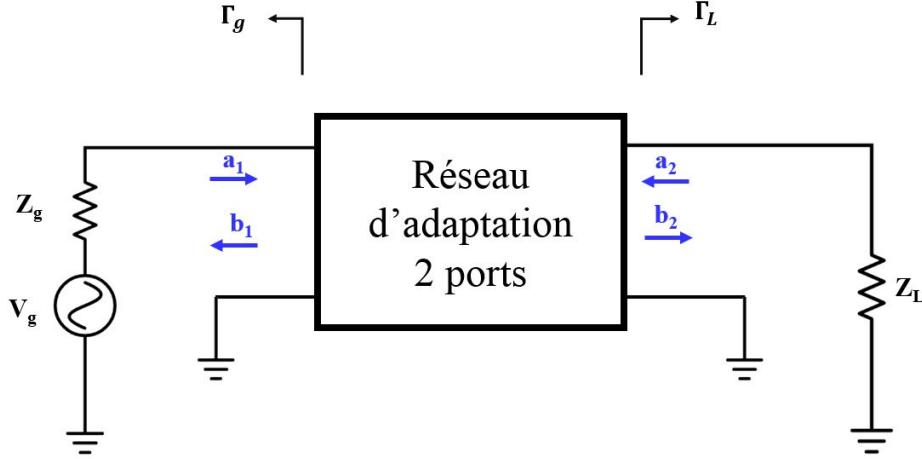 Γg
ΓL
a1
a2
Réseau
Zg
d’adaptation
b1
b2
2 ports
Vg
ZL